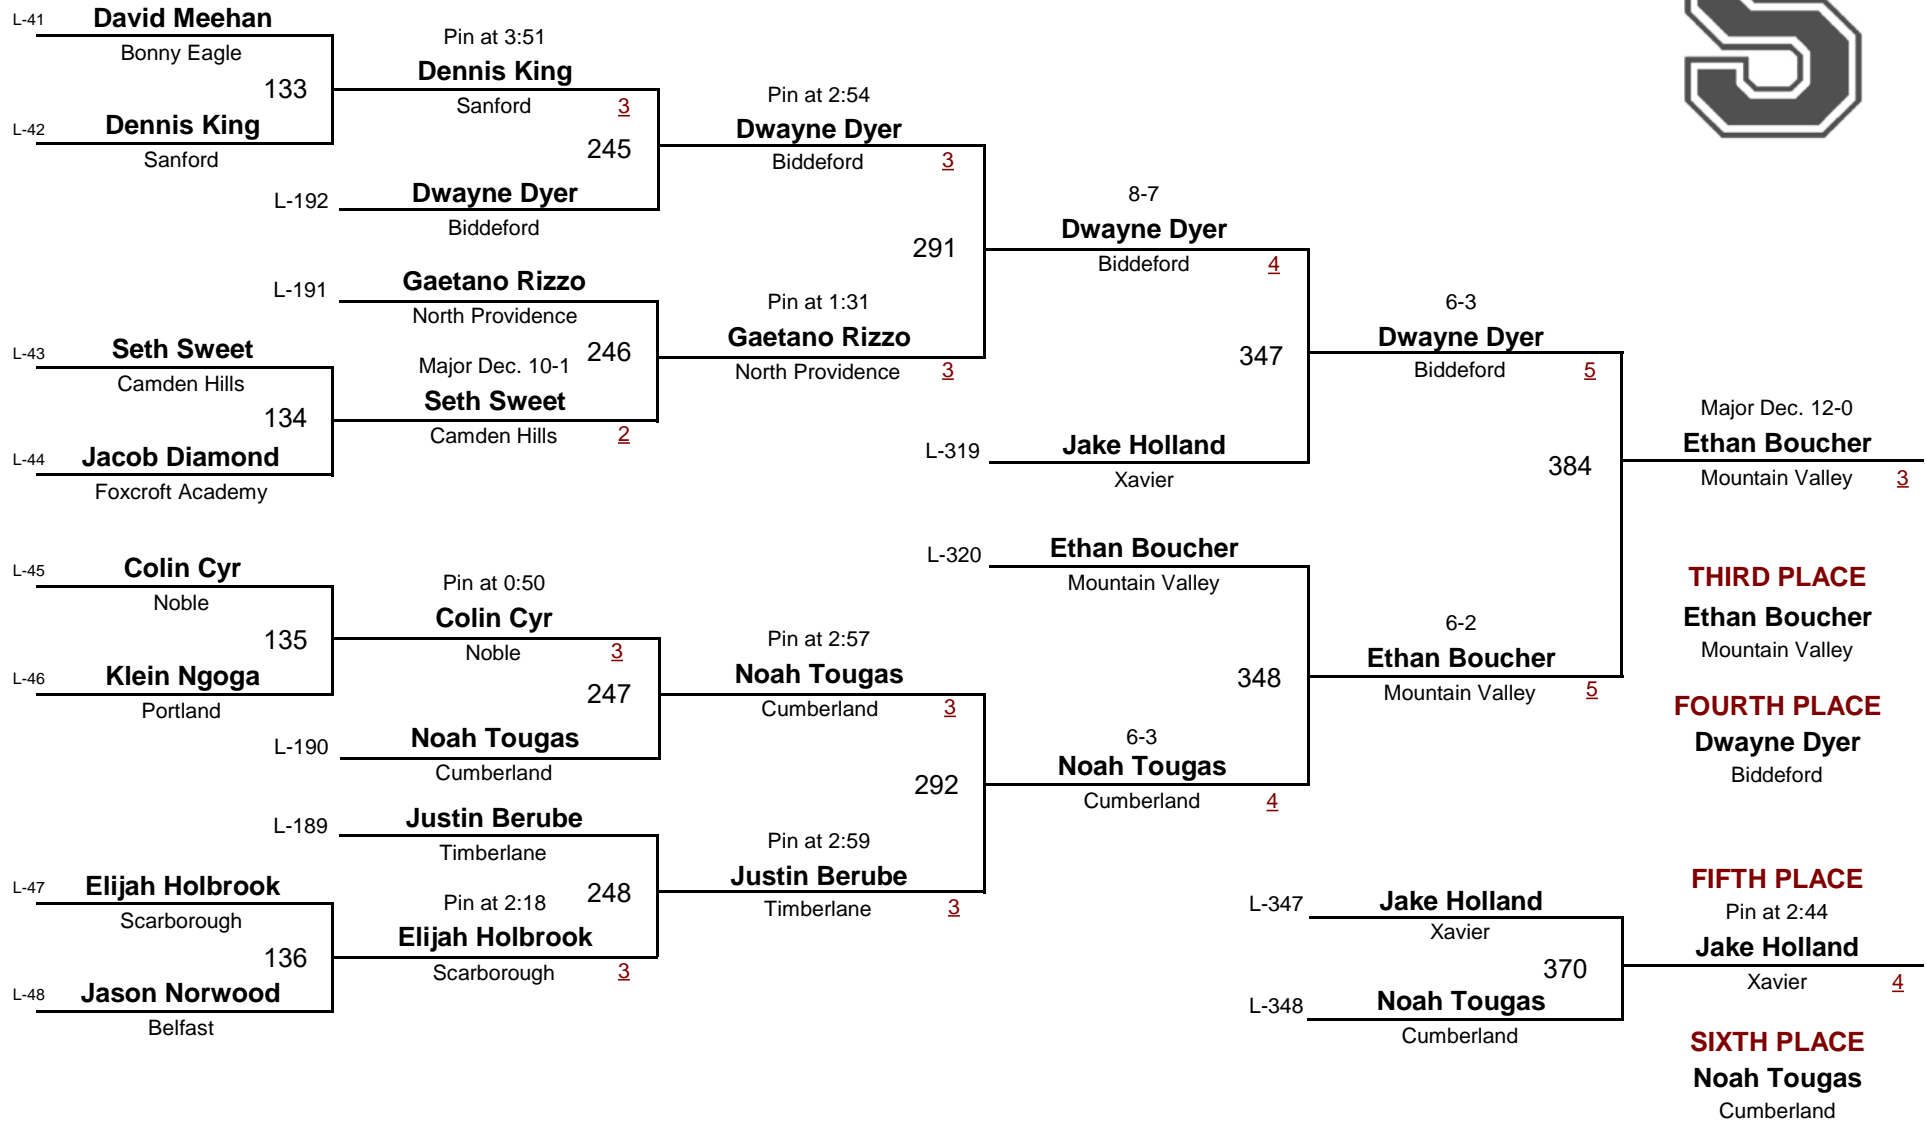 L-41 David Meehan
Bonny Eagle
133
L-42 Dennis King
Sanford
Pin at 3:51
Dennis King
Sanford 3
245
L-192 Dwayne Dyer
Biddeford
Pin at 2:54
Dwayne Dyer
Biddeford 3
L-191 Gaetano Rizzo
North Providence
246
L-43 Seth Sweet
Camden Hills
134
L-44 Jacob Diamond
Foxcroft Academy
Major Dec. 10-1
Seth Sweet
Camden Hills 2
Pin at 1:31
Gaetano Rizzo
North Providence 3
291
8-7
Dwayne Dyer
Biddeford 4
347
L-319 Jake Holland
Xavier
6-3
Dwayne Dyer
Biddeford 5
384
L-45 Colin Cyr
Noble
135
L-46 Klein Ngoga
Portland
Pin at 0:50
Colin Cyr
Noble 3
247
L-190 Noah Tougas
Cumberland
Pin at 2:57
Noah Tougas
Cumberland 3
L-189 Justin Berube
Timberlane
248
L-47 Elijah Holbrook
Scarborough
136
L-48 Jason Norwood
Belfast
Pin at 2:18
Elijah Holbrook
Scarborough 3
Pin at 2:59
Justin Berube
Timberlane 3
292
L-320 Ethan Boucher
Mountain Valley
348
6-3
Noah Tougas
Cumberland 4
6-2
Ethan Boucher
Mountain Valley 5
Major Dec. 12-0
Ethan Boucher
Mountain Valley 3
THIRD PLACE
Ethan Boucher
Mountain Valley
FOURTH PLACE
Dwayne Dyer
Biddeford
L-347 Jake Holland
Xavier
370
L-348 Noah Tougas
Cumberland
FIFTH PLACE
Pin at 2:44
Jake Holland
Xavier 4
SIXTH PLACE
Noah Tougas
Cumberland
S